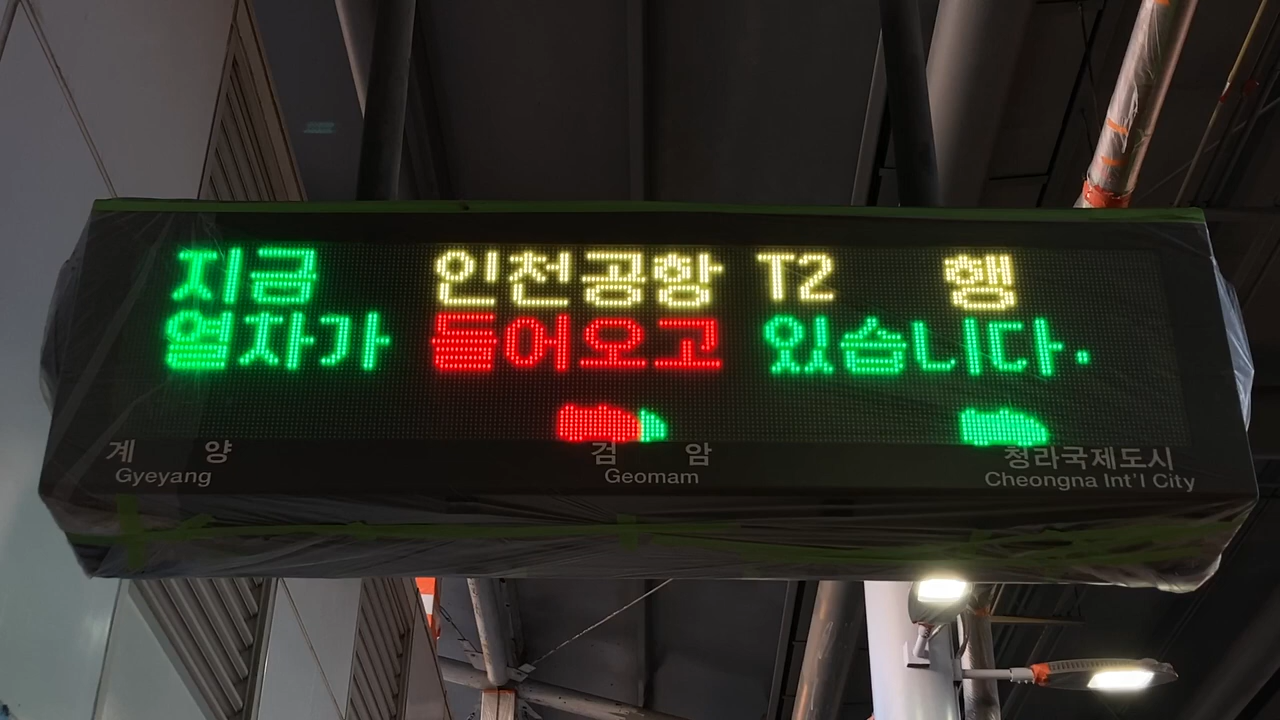 지금 인천공항 T2 행
열차가 들어오고 있습니다.
계 양 검 암 청라국제도시
Gyeyang Geomam Cheongna Int'l City